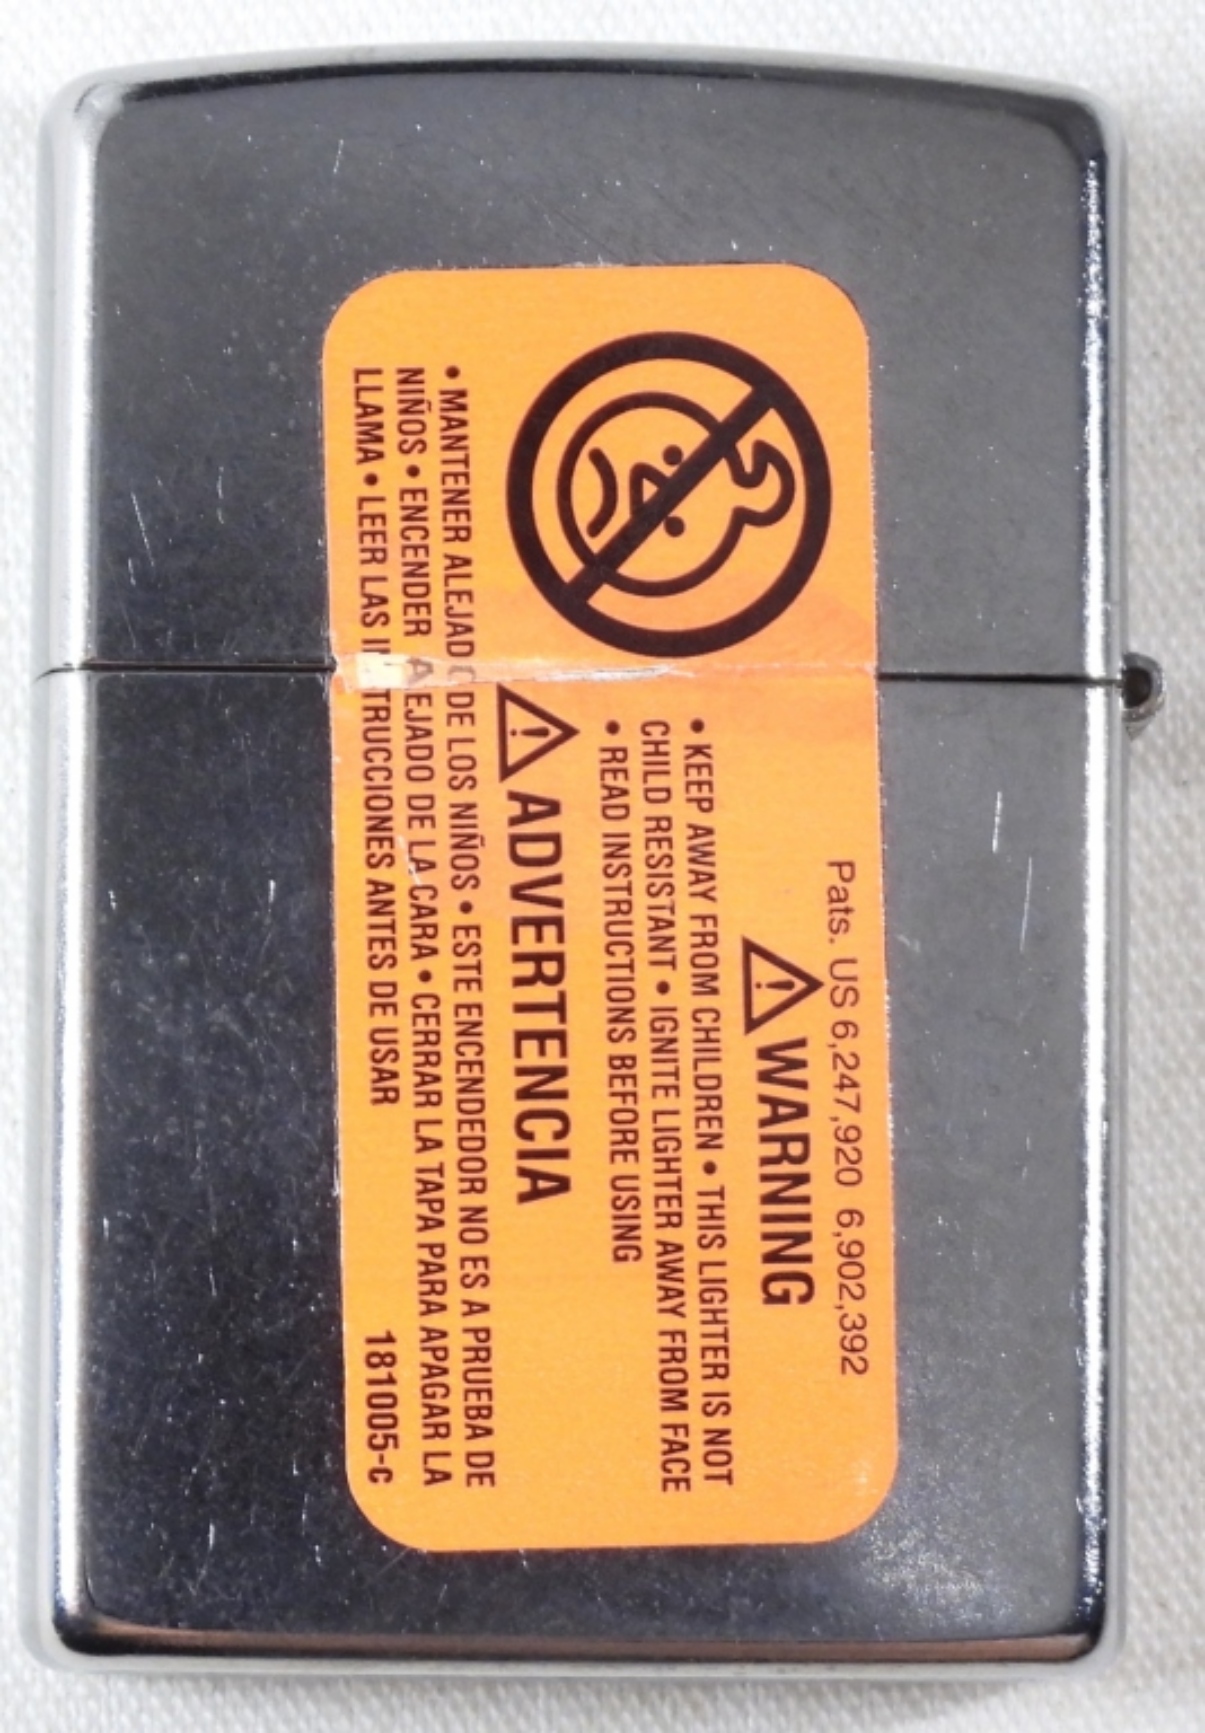 Pats. US 6,247,920 6,902,392
WARNING
• KEEP AWAY FROM CHILDREN • THIS LIGHTER IS NOT
CHILD RESISTANT • IGNITE LIGHTER AWAY FROM FACE
• READ INSTRUCTIONS BEFORE USING
ADVERTENCIA
• MANTENER ALEJADO DE LOS NIÑOS • ESTE ENCENDEDOR NO ES A PRUEBA DE
NIÑOS • ENCENDER ALEJADO DE LA CARA • CERRAR LA TAPA PARA APAGAR LA
LLAMA • LEER LAS INSTRUCCIONES ANTES DE USAR
181005-c